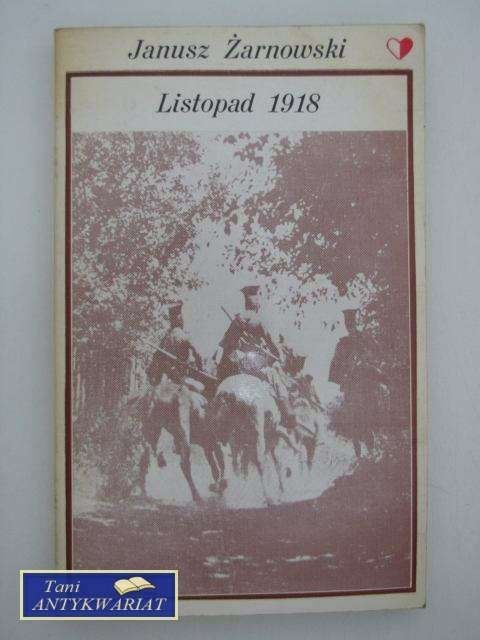 Janusz Żarnowski
Listopad 1918
Tani
ANTYKWARIAT